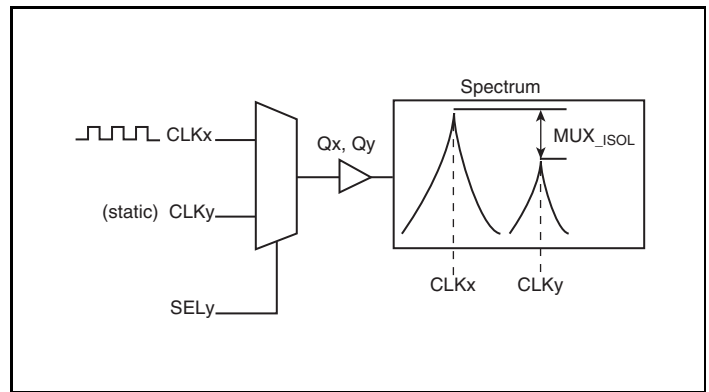 Spectrum
CLKx
Qx, Qy
MUX_ISOL
(static) CLKy
CLKx
CLKy
SELy